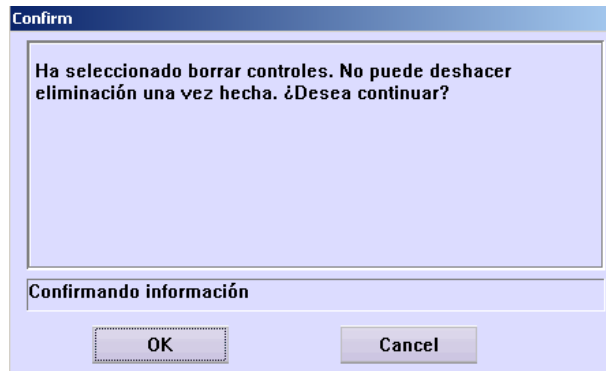 Confirm
Ha seleccionado borrar controles. No puede deshacer
eliminación una vez hecha. ¿Desea continuar?
Confirmando información
OK
Cancel